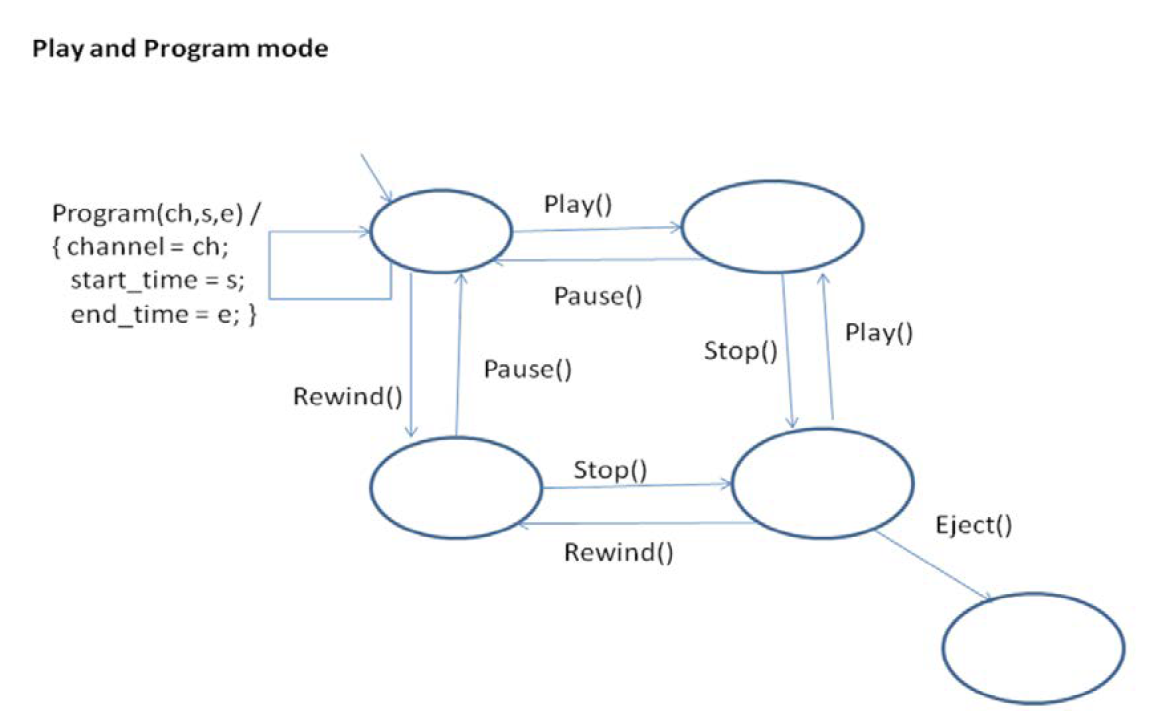 Play and Program mode
Program(ch,s,e) /
{ channel = ch;
start_time = s;
end_time = e; }
Play()
Pause()
Stop()
Play()
Pause()
Rewind()
Stop()
Rewind()
Eject()